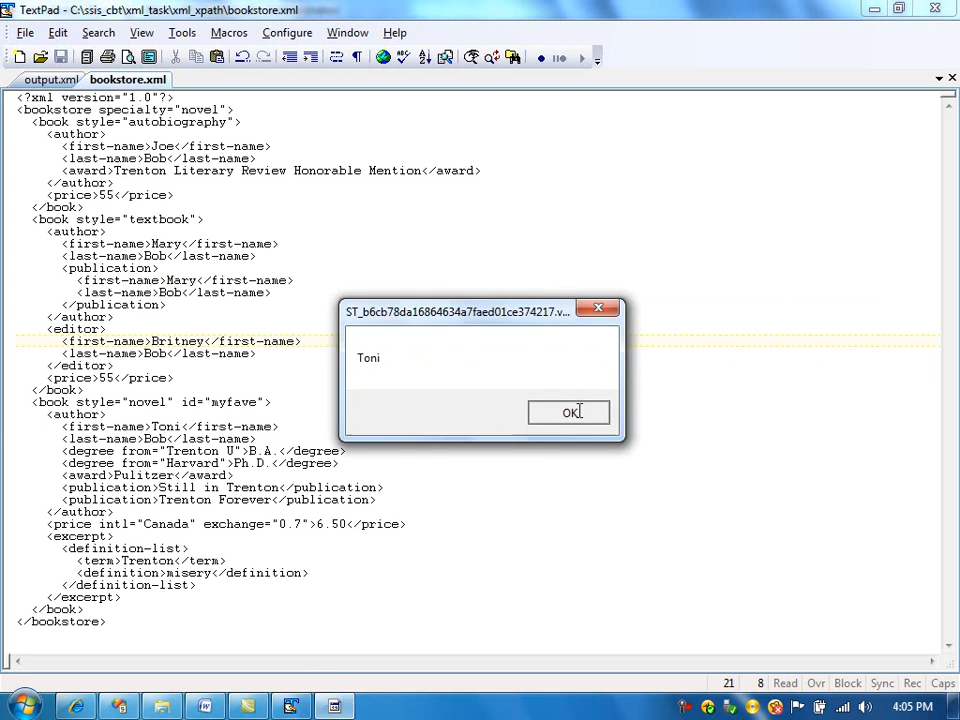 TextPad - C:\ssis_cbt\xml_task\xml_xpath\bookstore.xml
File Edit Search View Tools Macros Configure Window Help
output.xml bookstore.xml
<?xml version="1.0"?>
<bookstore specialty="novel">
<book style="autobiography">
<author>
<first-name>Joe</first-name>
<last-name>Bob</last-name>
<award>Trenton Literary Review Honorable Mention</award>
</author>
<price>55</price>
</book>
<book style="textbook">
<author>
<first-name>Mary</first-name>
<last-name>Bob</last-name>
<publication>
<first-name>Mary</first-name>
<last-name>Bob</last-name>
</publication>
</author>
<editor>
<first-name>Britney</first-name>
<last-name>Bob</last-name>
</editor>
<price>55</price>
</book>
<book style="novel" id="myfave">
<author>
<first-name>Toni</first-name>
<last-name>Bob</last-name>
<degree from="Trenton U">B.A.</degree>
<degree from="Harvard">Ph.D.</degree>
<award>Pulitzer</award>
<publication>Still in Trenton</publication>
<publication>Trenton Forever</publication>
</author>
<price intl="Canada" exchange="0.7">6.50</price>
<excerpt>
<definition-list>
<term>Trenton</term>
<definition>misery</definition>
</definition-list>
</excerpt>
</book>
</bookstore>
ST_b6cb78da16864634a7faed01ce374217.v...
Toni
OK
21 8 Read Ovr Block Sync Rec Caps
4:05 PM